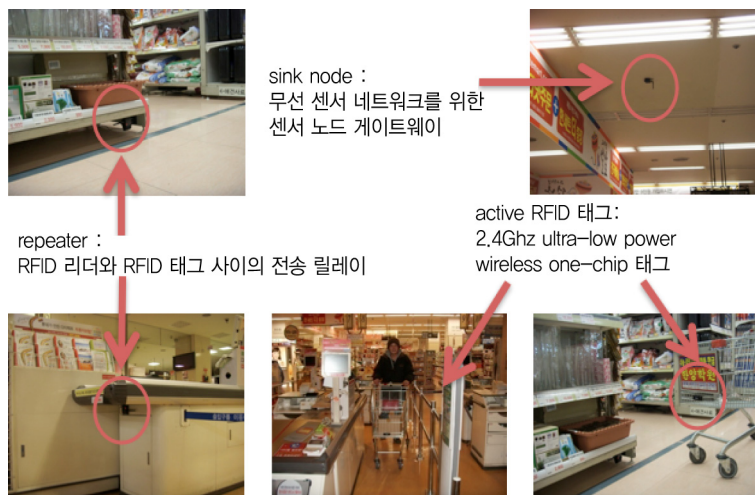 sink node :
무선 센서 네트워크를 위한
센서 노드 게이트웨이
repeater :
RFID 리더와 RFID 태그 사이의 전송 릴레이
active RFID 태그:
2.4Ghz ultra-low power
wireless one-chip 태그